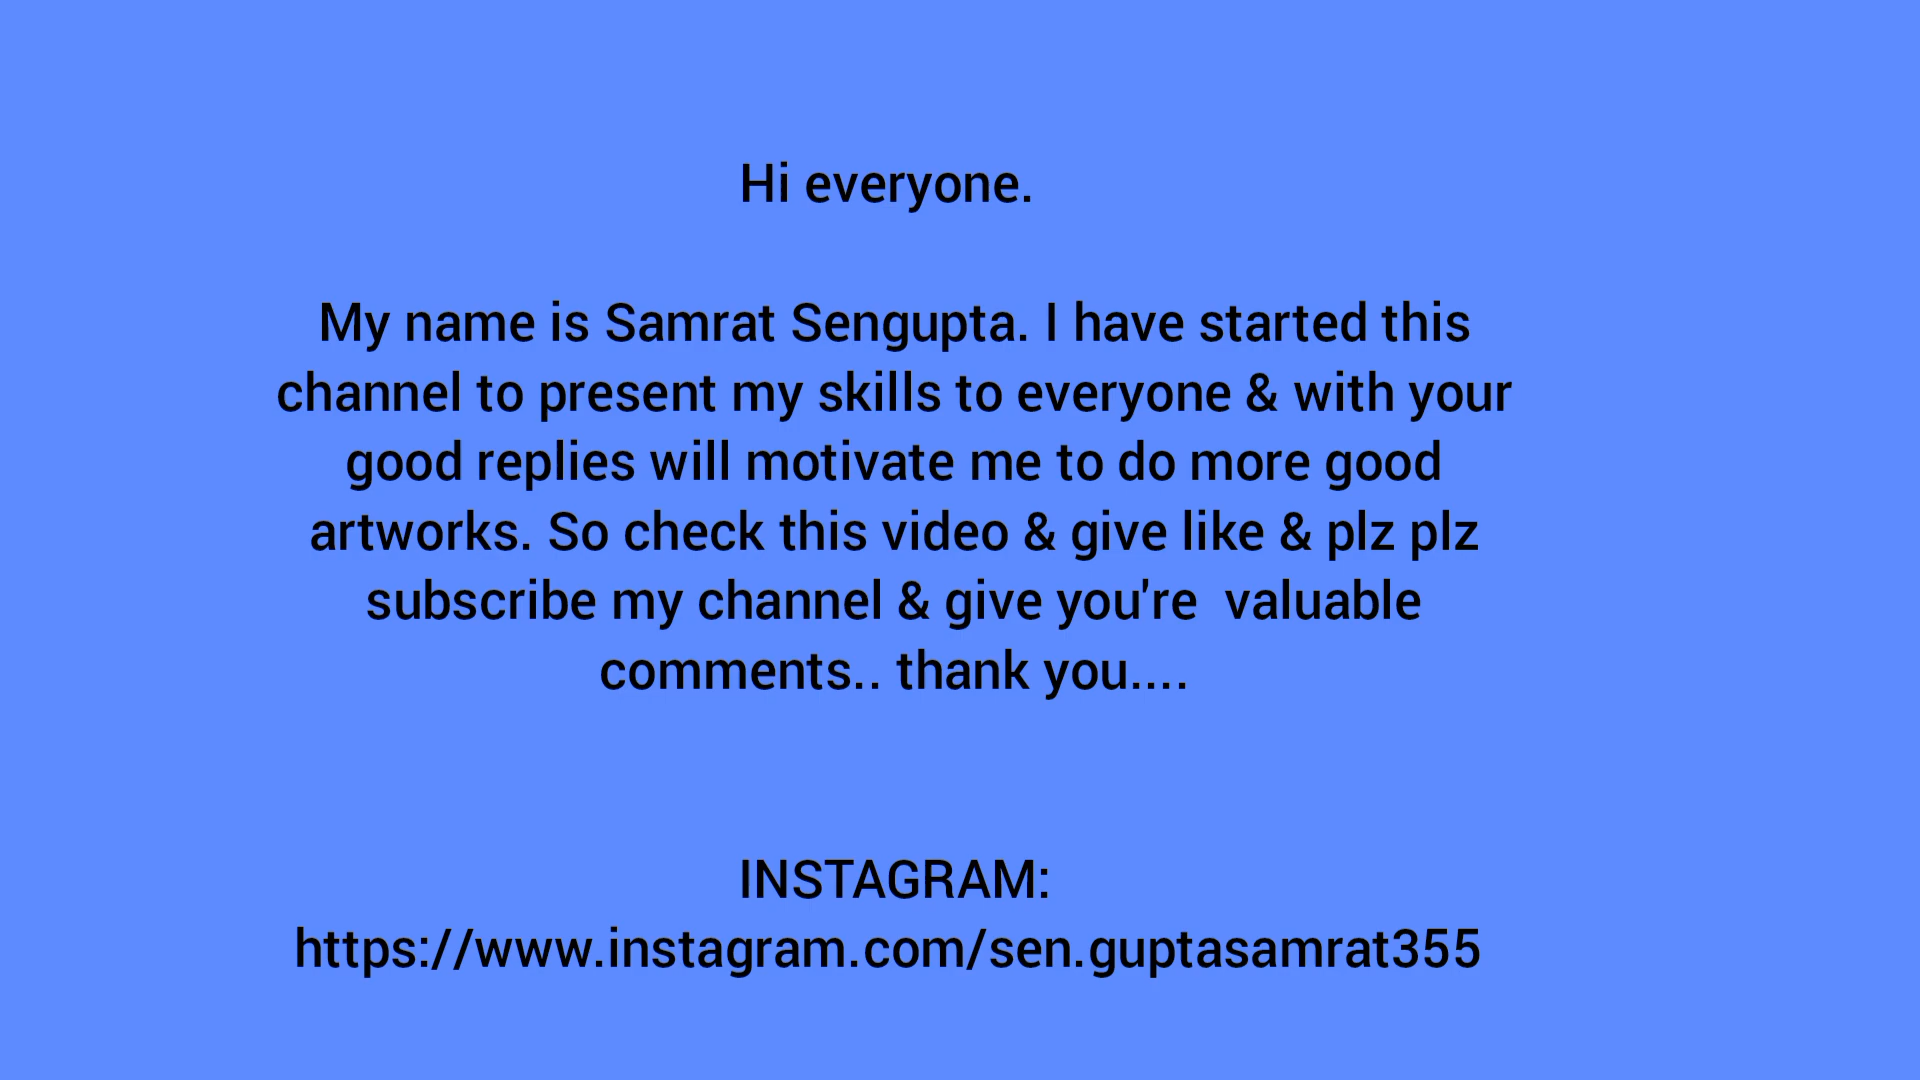 Hi everyone.
My name is Samrat Sengupta. I have started this
channel to present my skills to everyone & with your
good replies will motivate me to do more good
artworks. So check this video & give like & plz plz
subscribe my channel & give you're  valuable
comments.. thank you....
INSTAGRAM:
https://www.instagram.com/sen.guptasamrat355